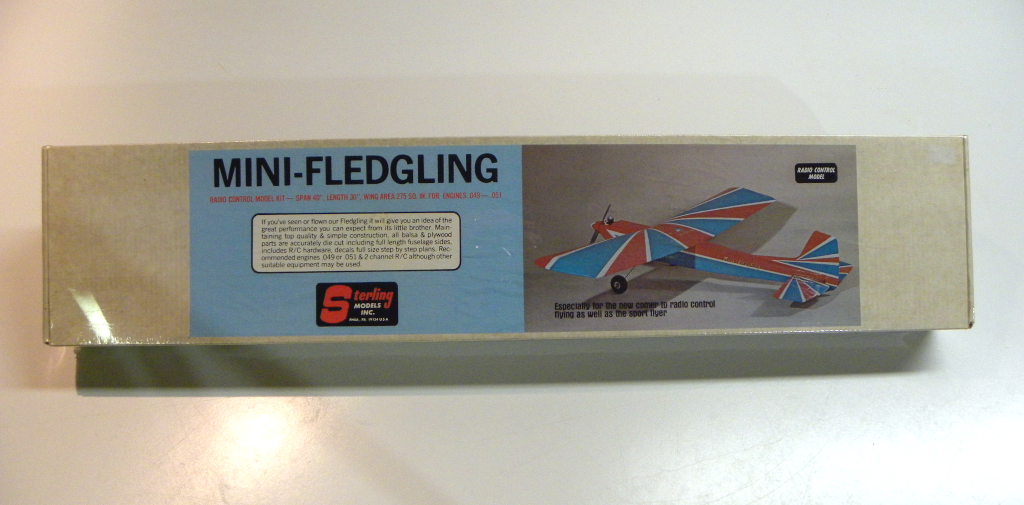 MINI-FLEDGLING
RADIO CONTROL MODEL KIT — SPAN 40", LENGTH 30", WING AREA 275 SQ. IN. FOR ENGINES .049 — .051
If you've seen or flown our Fledgling it will give you an idea of the
great performance you can expect from its little brother. Main-
taining top quality & simple construction, all balsa & plywood
parts are accurately die cut including full length fuselage sides,
includes R/C hardware, decals full size step by step plans. Rec-
ommended engines .049 or .051 & 2 channel R/C although other
suitable equipment may be used.
Sterling
MODELS
INC.
PHILA., PA. 19124 U.S.A.
RADIO CONTROL
MODEL
Especially for the new comer to radio control
flying as well as the sport flyer